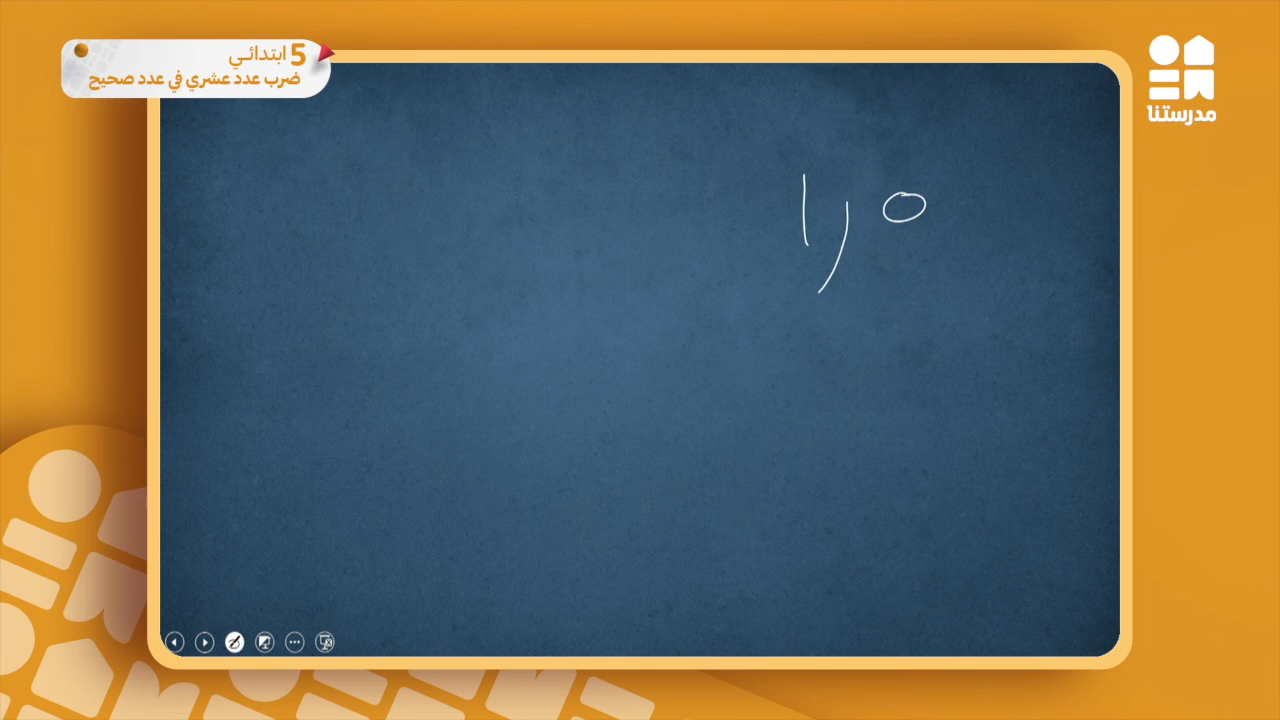 5 ابتدائي
ضرب عدد عشري في عدد صحيح
مدرستنا
١,٥